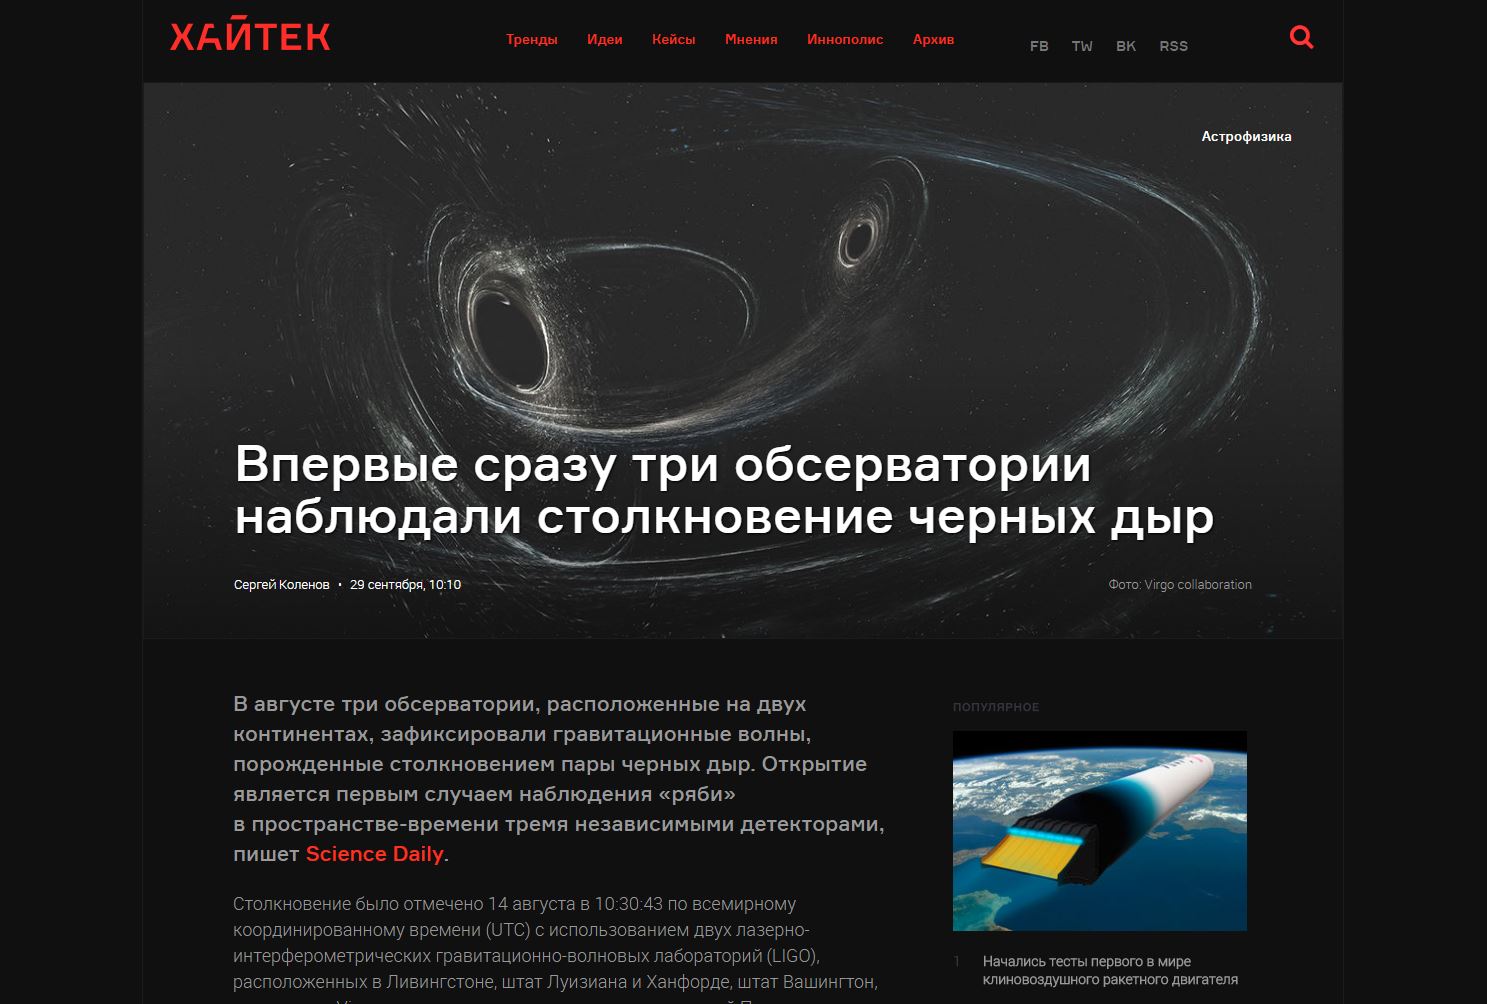 ХАЙТЕК
Тренды Идеи Кейсы Мнения Иннополис Архив
FB TW ВК RSS
Астрофизика
Впервые сразу три обсерватории
наблюдали столкновение черных дыр
Сергей Коленов • 29 сентября, 10:10
Фото: Virgo collaboration
В августе три обсерватории, расположенные на двух
континентах, зафиксировали гравитационные волны,
порожденные столкновением пары черных дыр. Открытие
является первым случаем наблюдения «ряби»
в пространстве-времени тремя независимыми детекторами,
пишет Science Daily.
Столкновение было отмечено 14 августа в 10:30:43 по всемирному
координированному времени (UTC) с использованием двух лазерно-
интерферометрических гравитационно-волновых лабораторий (LIGO),
расположенных в Ливингстоне, штат Луизиана и Ханфорде, штат Вашингтон,
ПОПУЛЯРНОЕ
1 Начались тесты первого в мире
клиновоздушного ракетного двигателя